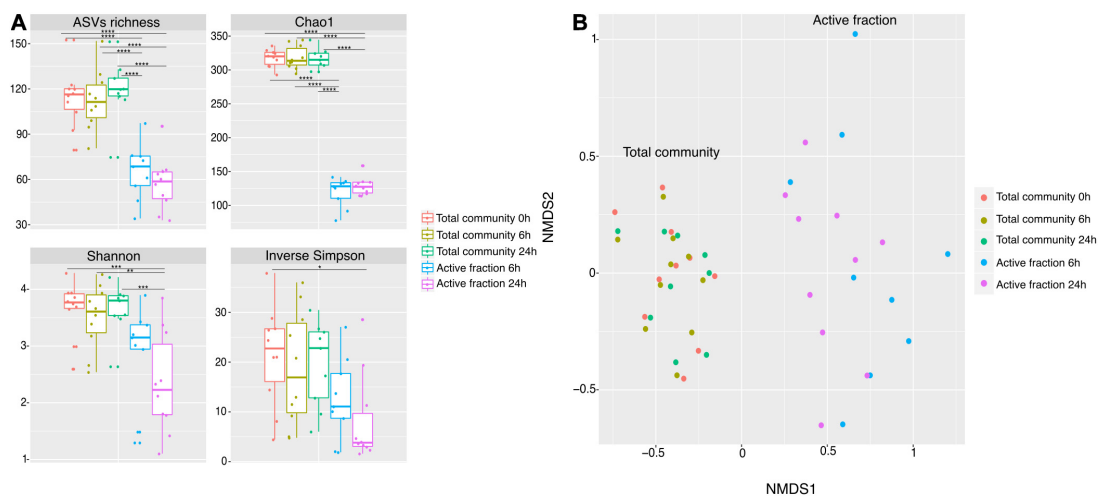 A
ASVs richness
****
****
****
****
****
****
150
120
90
60
30
Chao1
****
****
****
****
****
****
350
300
250
200
150
100
Shannon
***
**
***
4
3
2
1
Inverse Simpson
*
30
20
10
0
Total community 0h
Total community 6h
Total community 24h
Active fraction 6h
Active fraction 24h
B
Active fraction
Total community
1
0.5
0
−0.5
NMDS2
−0.5
0
0.5
1
NMDS1
Total community 0h
Total community 6h
Total community 24h
Active fraction 6h
Active fraction 24h